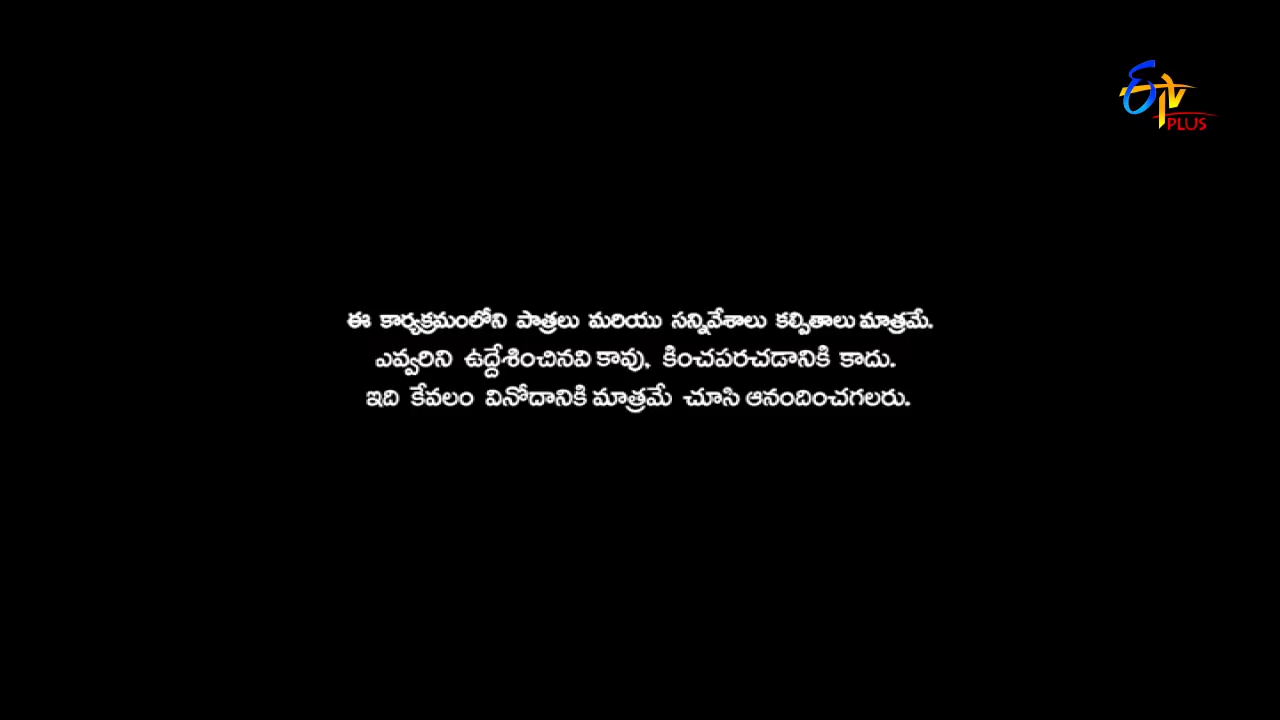 ETV
PLUS
ఈ కార్యక్రమంలోని పాత్రలు మరియు సన్నివేశాలు కల్పితాలు మాత్రమే.
ఎవ్వరిని ఉద్దేశించినవి కావు, కించపరచడానికి కాదు.
ఇది కేవలం వినోదానికి మాత్రమే చూసి ఆనందించగలరు.